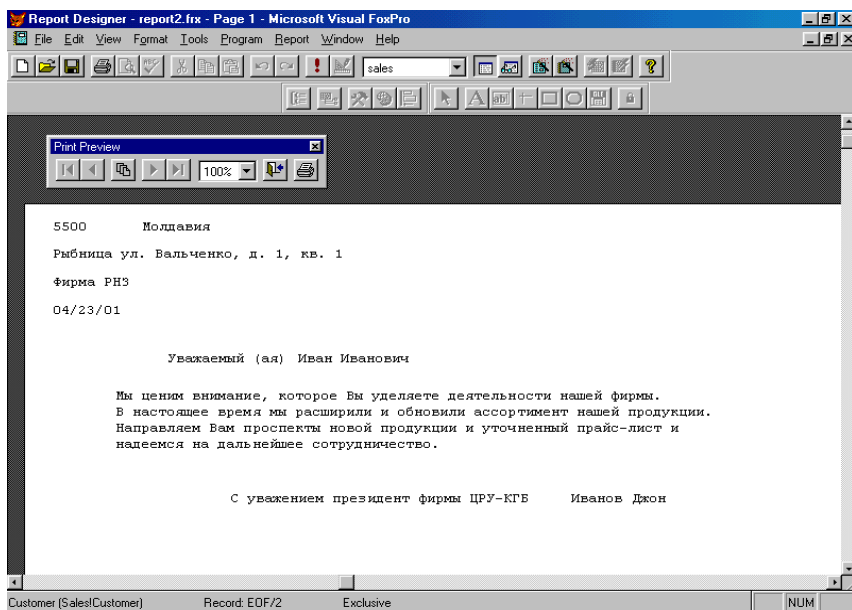 Report Designer - report2.frx - Page 1 - Microsoft Visual FoxPro
File Edit View Format Tools Program Report Window Help
sales
Print Preview
100%
5500 Молдавия
Рыбница ул. Вальченко, д. 1, кв. 1
Фирма РНЗ
04/23/01
Уважаемый (ая) Иван Иванович
Мы ценим внимание, которое Вы уделяете деятельности нашей фирмы.
В настоящее время мы расширили и обновили ассортимент нашей продукции.
Направляем Вам проспекты новой продукции и уточненный прайс-лист и
надеемся на дальнейшее сотрудничество.
С уважением президент фирмы ЦРУ-КГБ Иванов Джон
Customer (Sales!Customer) Record: EOF/2 Exclusive NUM